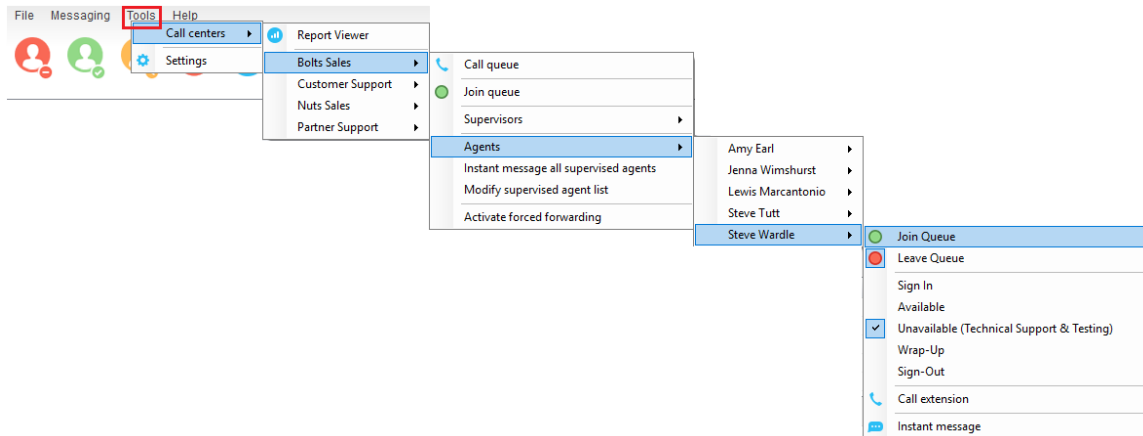 File Messaging Tools Help
Call centers
Settings
Report Viewer
Bolts Sales
Customer Support
Nuts Sales
Partner Support
Call queue
Join queue
Supervisors
Agents
Instant message all supervised agents
Modify supervised agent list
Activate forced forwarding
Amy Earl
Jenna Wimshurst
Lewis Marcantonio
Steve Tutt
Steve Wardle
Join Queue
Leave Queue
Sign In
Available
Unavailable (Technical Support & Testing)
Wrap-Up
Sign-Out
Call extension
Instant message